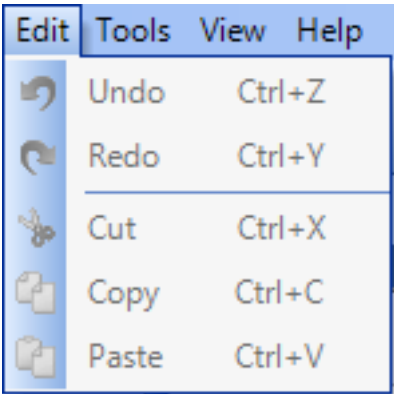 Edit Tools View Help
Undo Ctrl+Z
Redo Ctrl+Y
Cut Ctrl+X
Copy Ctrl+C
Paste Ctrl+V